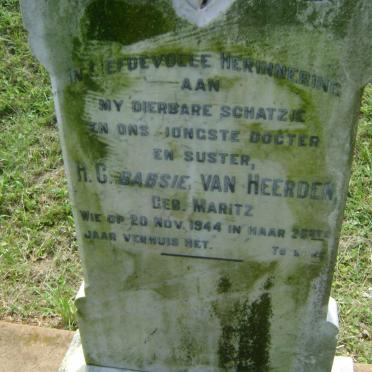 IN LIEFDEVOLLE HERINNERING
AAN
MY DIERBARE SCHATZIE
EN ONS JONGSTE DOGTER
EN SUSTER,
H. C. BABSIE, VAN HEERDEN,
GEB. MARITZ
WIE OP 20 NOV. 1944 IN HAAR
JAAR VERHUIS HET.